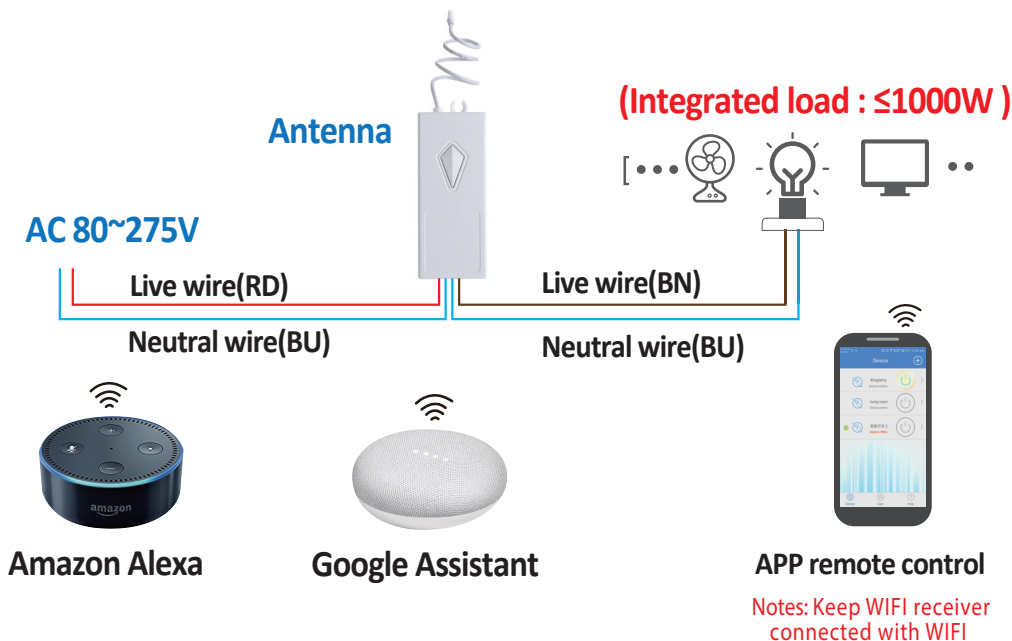 (Integrated load : ≤1000W )
Antenna
[•••
••
AC 80~275V
Live wire(RD)
Live wire(BN)
Neutral wire(BU)
Neutral wire(BU)
Device
amazon
Amazon Alexa
Google Assistant
APP remote control
Notes: Keep WIFI receiver
connected with WIFI